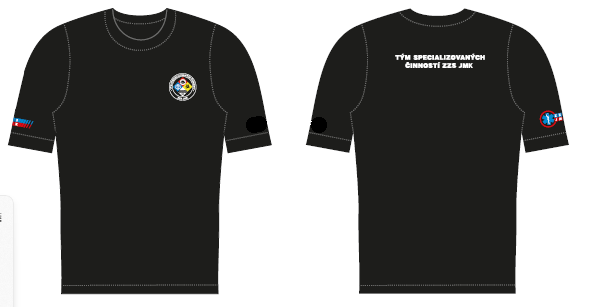 TÝM SPECIALIZOVANÝCH
ČINNOSTÍ ZZS JMK